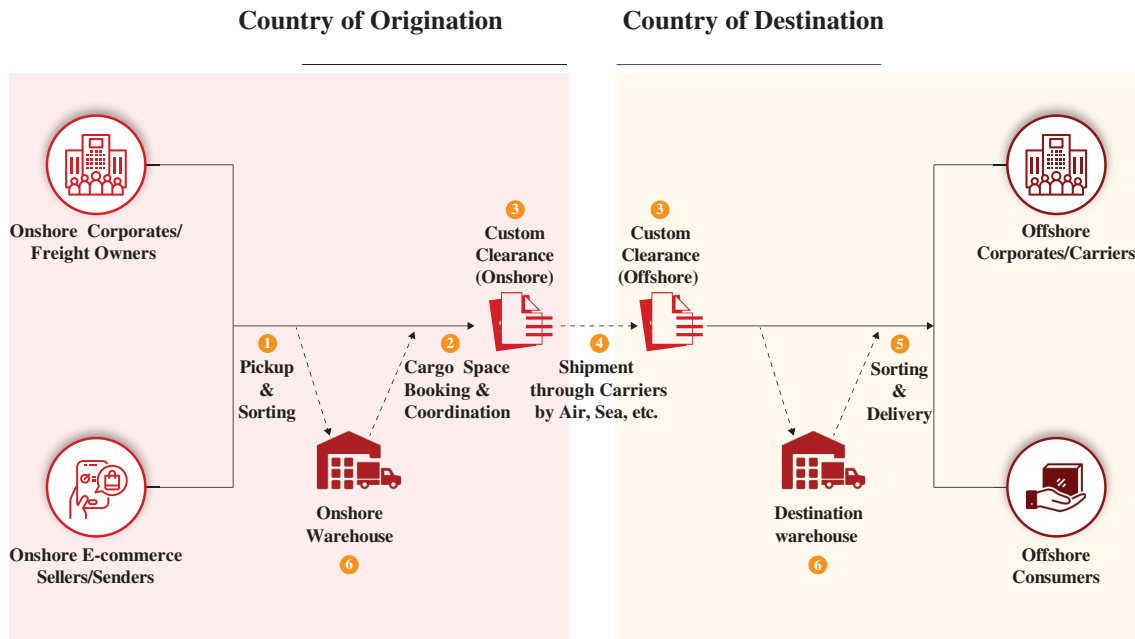 Country of Origination
Country of Destination
Onshore Corporates/
Freight Owners
3
Custom
Clearance
(Onshore)
3
Custom
Clearance
(Offshore)
Offshore
Corporates/Carriers
1
Pickup
&
Sorting
2
Cargo Space
Booking &
Coordination
4
Shipment
through Carriers
by Air, Sea, etc.
5
Sorting
&
Delivery
Onshore
Warehouse
6
Destination
warehouse
6
Onshore E-commerce
Sellers/Senders
Offshore
Consumers